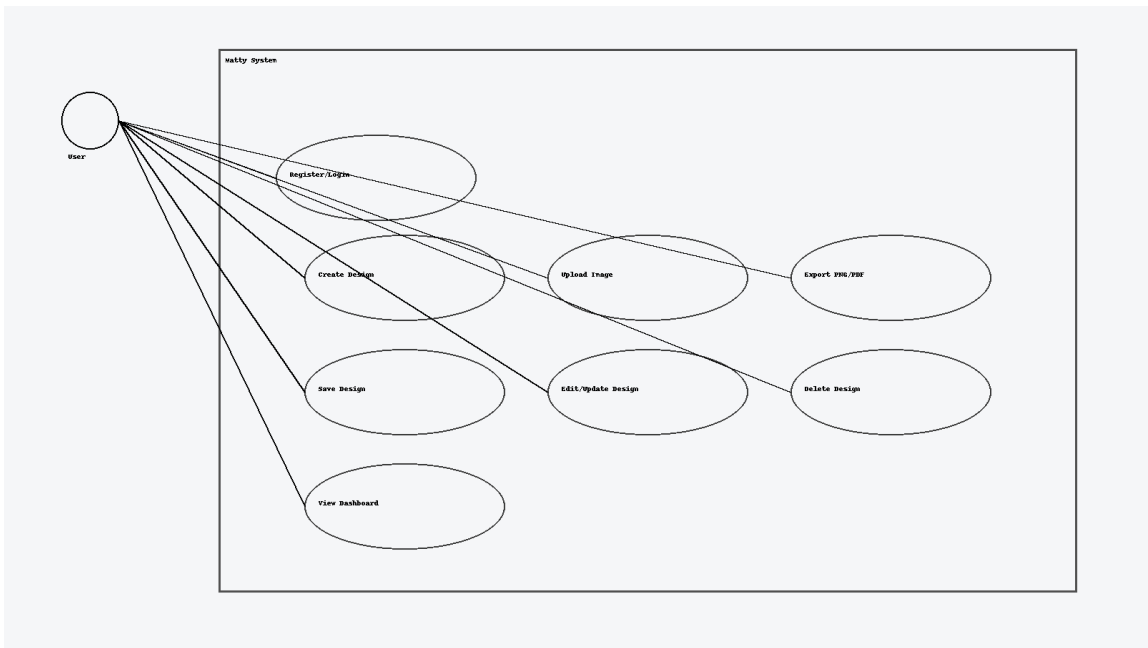 Matty System
User
Register/Login
Create Design
Upload Image
Export PNG/PDF
Save Design
Edit/Update Design
Delete Design
View Dashboard